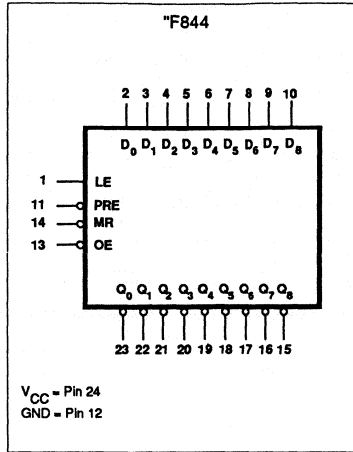 "F844
2 3 4 5 6 7 8 9 10
D0 D1 D2 D3 D4 D5 D6 D7 D8
1 LE
11 PRE
14 MR
13 OE
Q0 Q1 Q2 Q3 Q4 Q5 Q6 Q7 Q8
23 22 21 20 19 18 17 16 15
VCC = Pin 24
GND = Pin 12